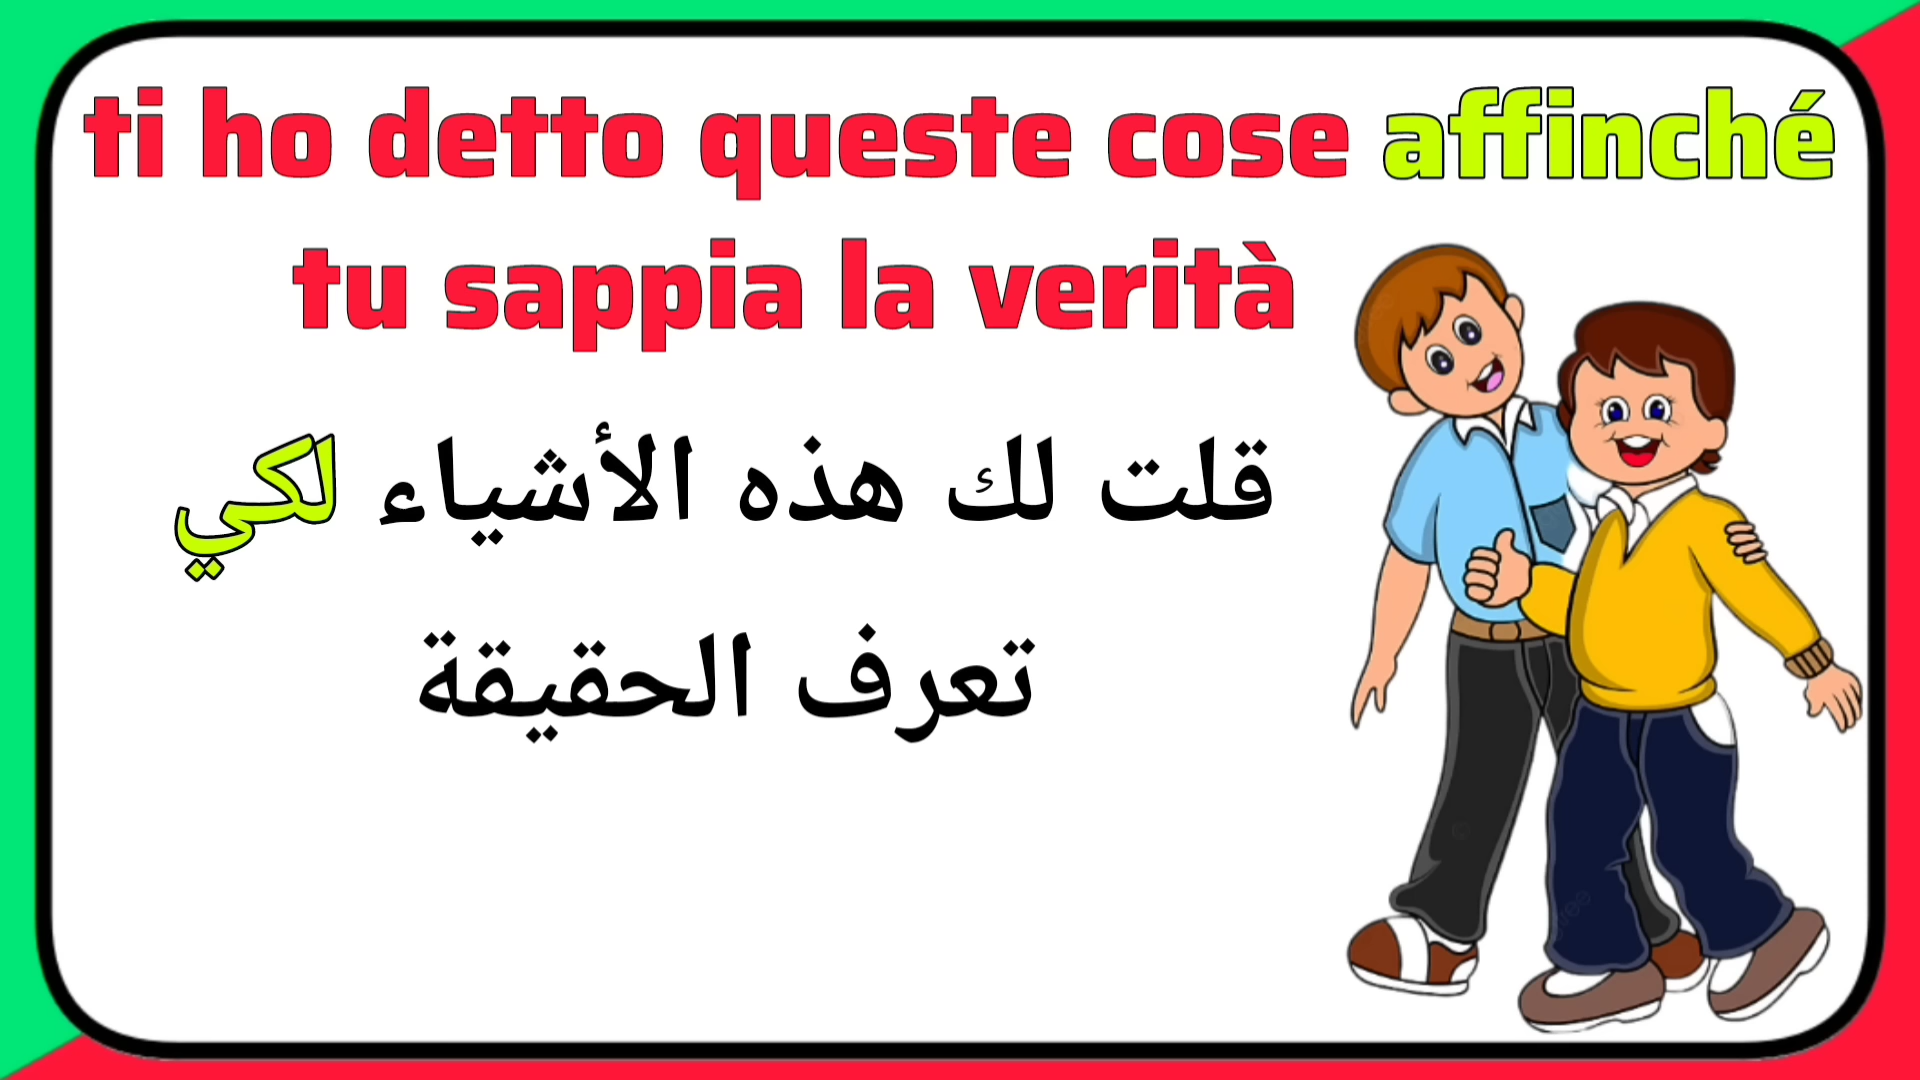 ti ho detto queste cose affinché
tu sappia la verità
قلت لك هذه الأشياء لكي
تعرف الحقيقة